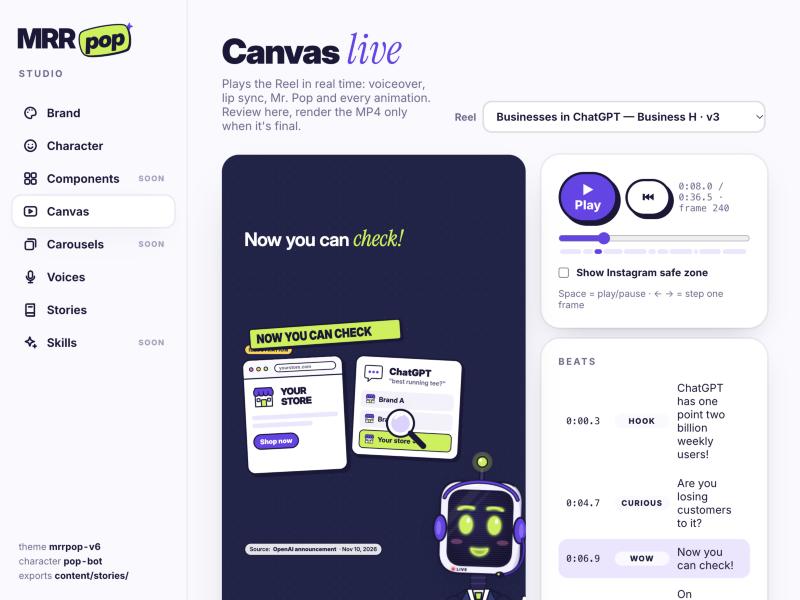 MRR pop
STUDIO
Brand
Character
Components SOON
Canvas
Carousels SOON
Voices
Stories
Skills SOON
theme mrrpop-v6
character pop-bot
exports content/stories/
Canvas live
Plays the Reel in real time: voiceover,
lip sync, Mr. Pop and every animation.
Review here, render the MP4 only
when it's final.
Reel Businesses in ChatGPT — Business H · v3
Now you can check!
NOW YOU CAN CHECK
yourstore.com
YOUR
STORE
Shop now
ChatGPT
"best running tee?"
Brand A
Your store
Source: OpenAI announcement · Nov 10, 2026
LIVE
Play
0:08.0 /
0:36.5 ·
frame 240
Show Instagram safe zone
Space = play/pause · ← → = step one
frame
BEATS
0:00.3 HOOK ChatGPT
has one
point two
billion
weekly
users!
0:04.7 CURIOUS Are you
losing
customers
to it?
0:06.9 WOW Now you
can check!
On